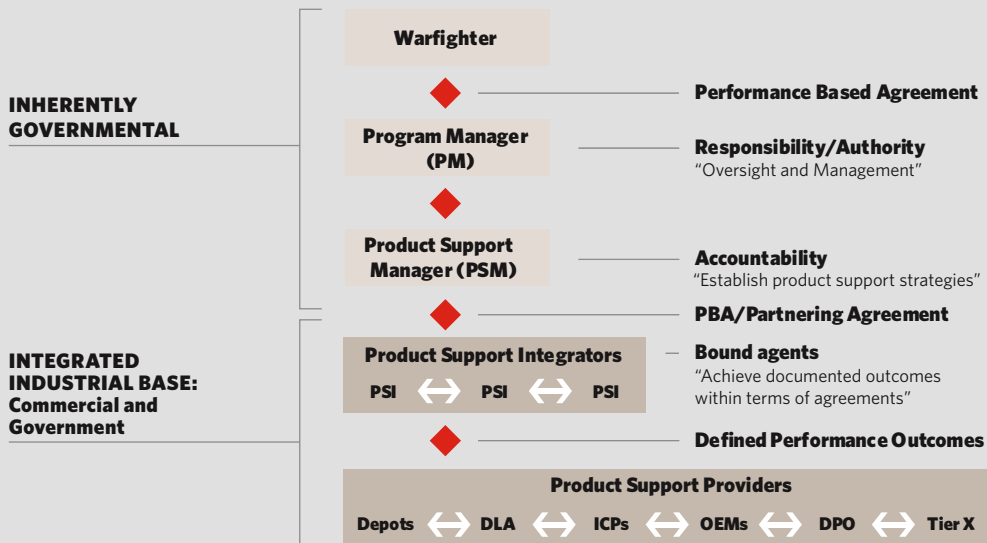 Warfighter
Performance Based Agreement
INHERENTLY
GOVERNMENTAL
Program Manager
(PM)
Responsibility/Authority
“Oversight and Management”
Product Support
Manager (PSM)
Accountability
“Establish product support strategies”
PBA/Partnering Agreement
INTEGRATED
INDUSTRIAL BASE:
Commercial and
Government
Product Support Integrators
PSI PSI PSI
Bound agents
“Achieve documented outcomes
within terms of agreements”
Defined Performance Outcomes
Product Support Providers
Depots DLA ICPs OEMs DPO Tier X